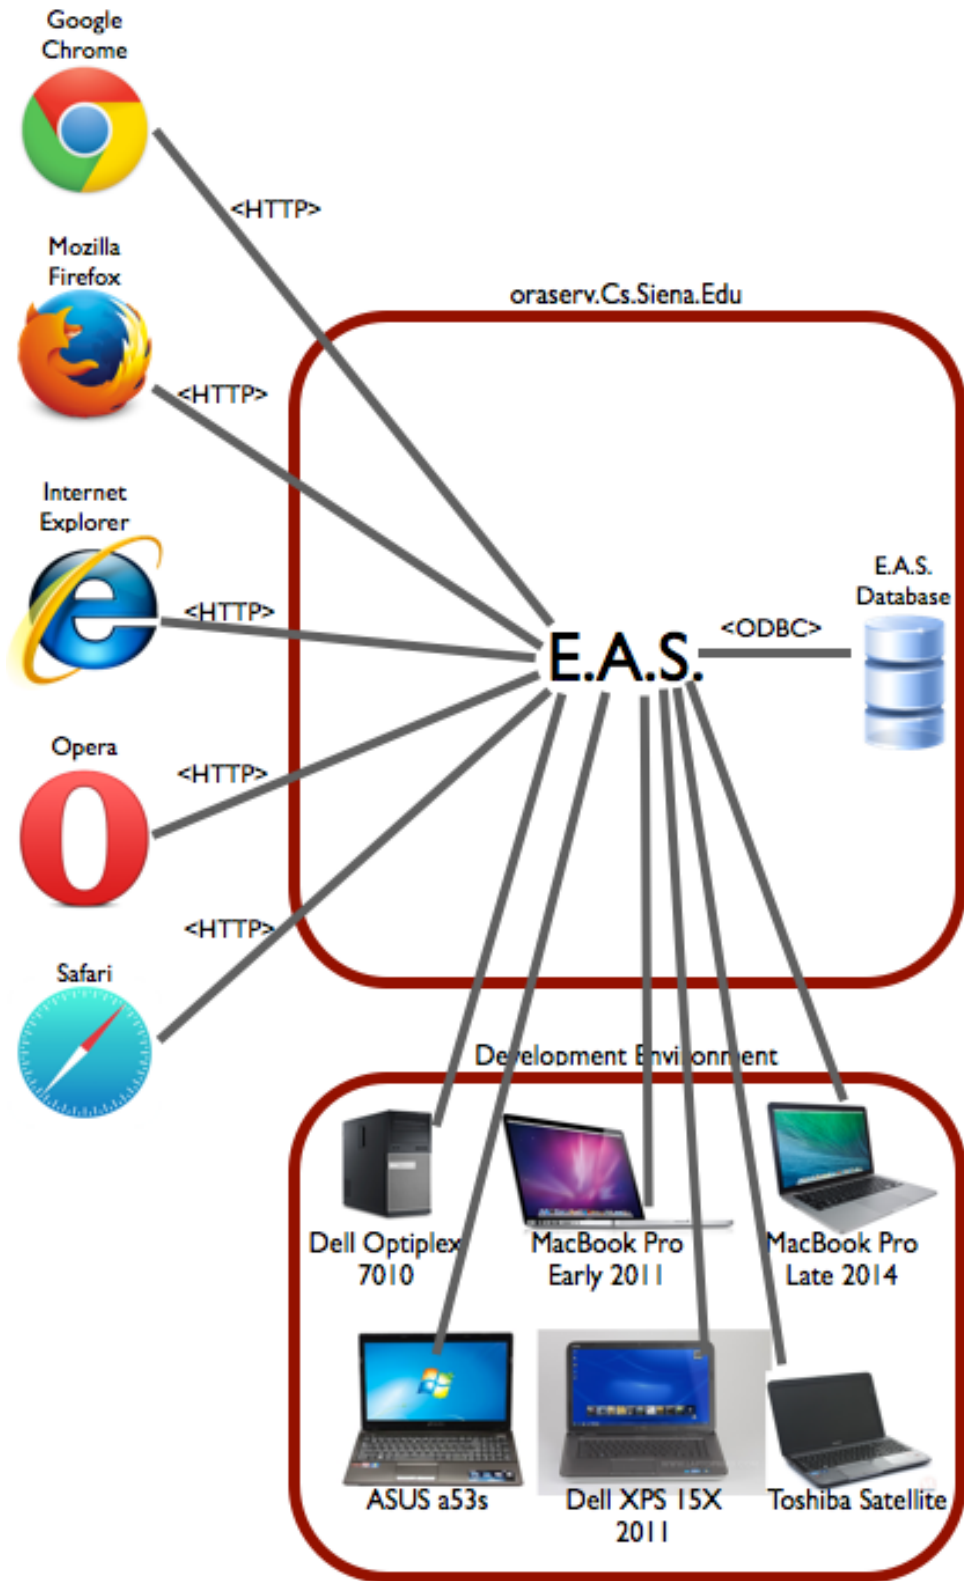 Google
Chrome
<HTTP>
Mozilla
Firefox
oraserv.Cs.Siena.Edu
<HTTP>
Internet
Explorer
E.A.S.
Database
<HTTP>
<ODBC>
E.A.S.
Opera
<HTTP>
<HTTP>
Safari
Development Environment
Dell Optiplex
7010
MacBook Pro
Early 2011
MacBook Pro
Late 2014
ASUS a53s
Dell XPS 15X
2011
Toshiba Satellite